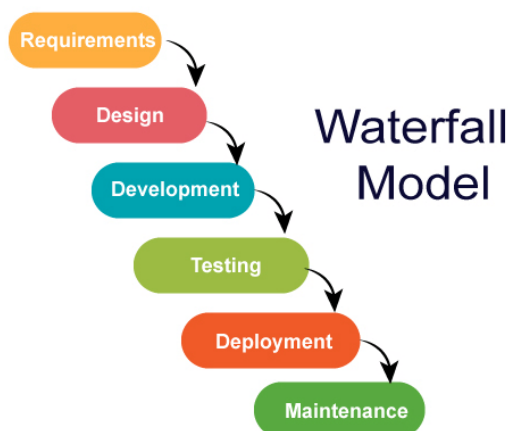 Requirements
Design
Waterfall
Model
Development
Testing
Deployment
Maintenance